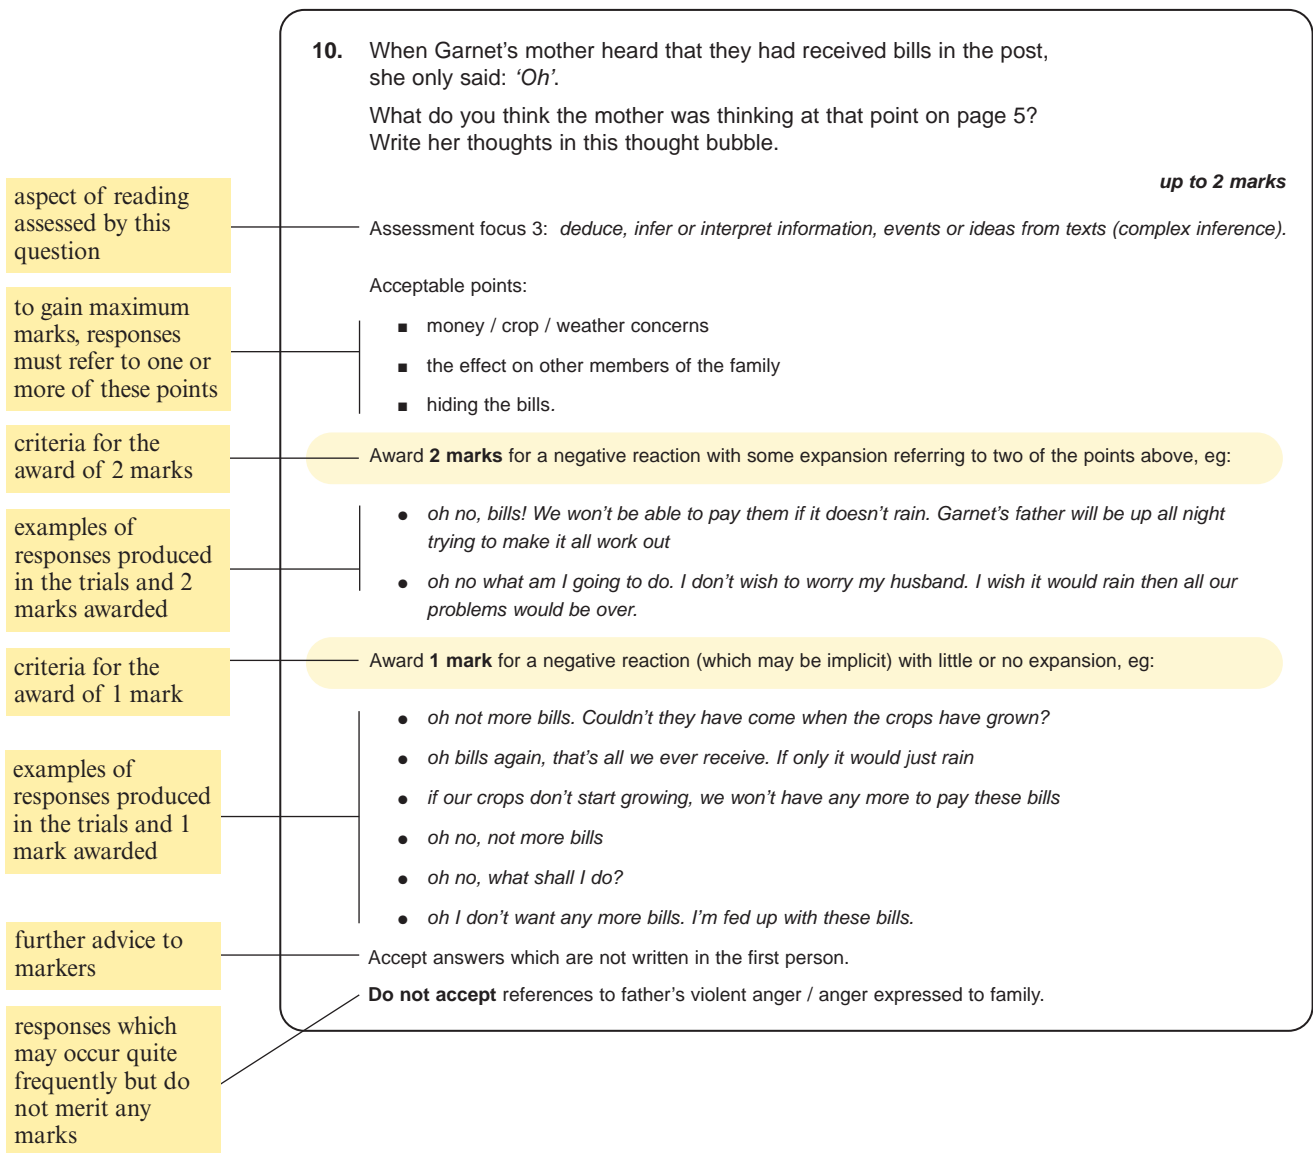 10. When Garnet's mother heard that they had received bills in the post,
she only said: ‘Oh’.
What do you think the mother was thinking at that point on page 5?
Write her thoughts in this thought bubble.
up to 2 marks
aspect of reading
assessed by this
question
Assessment focus 3: deduce, infer or interpret information, events or ideas from texts (complex inference).
to gain maximum
marks, responses
must refer to one or
more of these points
Acceptable points:
■ money / crop / weather concerns
■ the effect on other members of the family
■ hiding the bills.
criteria for the
award of 2 marks
Award 2 marks for a negative reaction with some expansion referring to two of the points above, eg:
examples of
responses produced
in the trials and 2
marks awarded
● oh no, bills! We won't be able to pay them if it doesn't rain. Garnet's father will be up all night
trying to make it all work out
● oh no what am I going to do. I don't wish to worry my husband. I wish it would rain then all our
problems would be over.
criteria for the
award of 1 mark
Award 1 mark for a negative reaction (which may be implicit) with little or no expansion, eg:
examples of
responses produced
in the trials and 1
mark awarded
● oh not more bills. Couldn't they have come when the crops have grown?
● oh bills again, that's all we ever receive. If only it would just rain
● if our crops don't start growing, we won't have any more to pay these bills
● oh no, not more bills
● oh no, what shall I do?
● oh I don't want any more bills. I'm fed up with these bills.
further advice to
markers
Accept answers which are not written in the first person.
responses which
may occur quite
frequently but do
not merit any
marks
Do not accept references to father's violent anger / anger expressed to family.